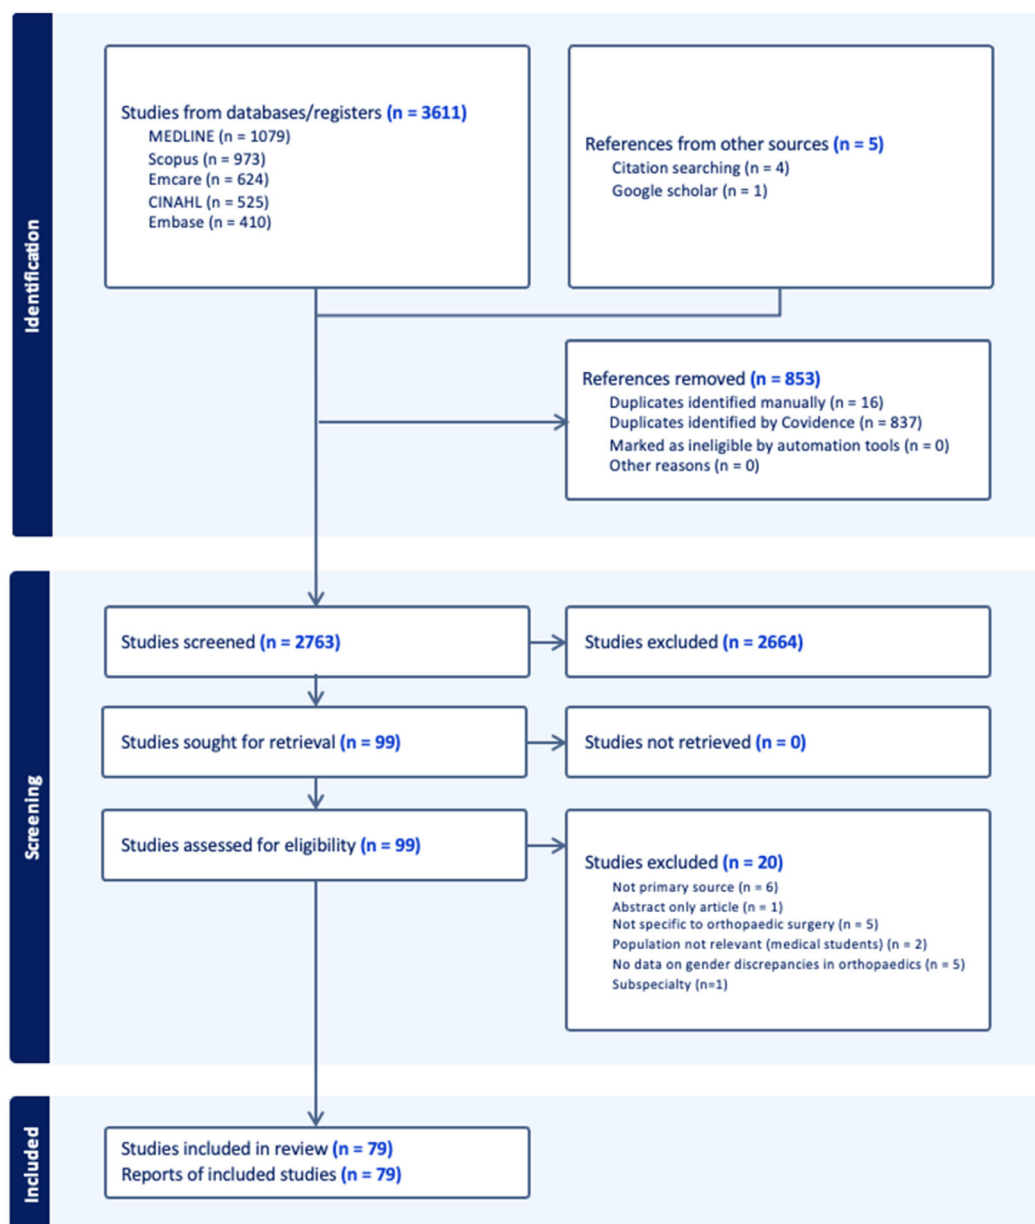 Identification
Studies from databases/registers (n = 3611)
MEDLINE (n = 1079)
Scopus (n = 973)
Emcare (n = 624)
CINAHL (n = 525)
Embase (n = 410)
References from other sources (n = 5)
Citation searching (n = 4)
Google scholar (n = 1)
References removed (n = 853)
Duplicates identified manually (n = 16)
Duplicates identified by Covidence (n = 837)
Marked as ineligible by automation tools (n = 0)
Other reasons (n = 0)
Screening
Studies screened (n = 2763)
Studies excluded (n = 2664)
Studies sought for retrieval (n = 99)
Studies not retrieved (n = 0)
Studies assessed for eligibility (n = 99)
Studies excluded (n = 20)
Not primary source (n = 6)
Abstract only article (n = 1)
Not specific to orthopaedic surgery (n = 5)
Population not relevant (medical students) (n = 2)
No data on gender discrepancies in orthopaedics (n = 5)
Subspecialty (n=1)
Included
Studies included in review (n = 79)
Reports of included studies (n = 79)